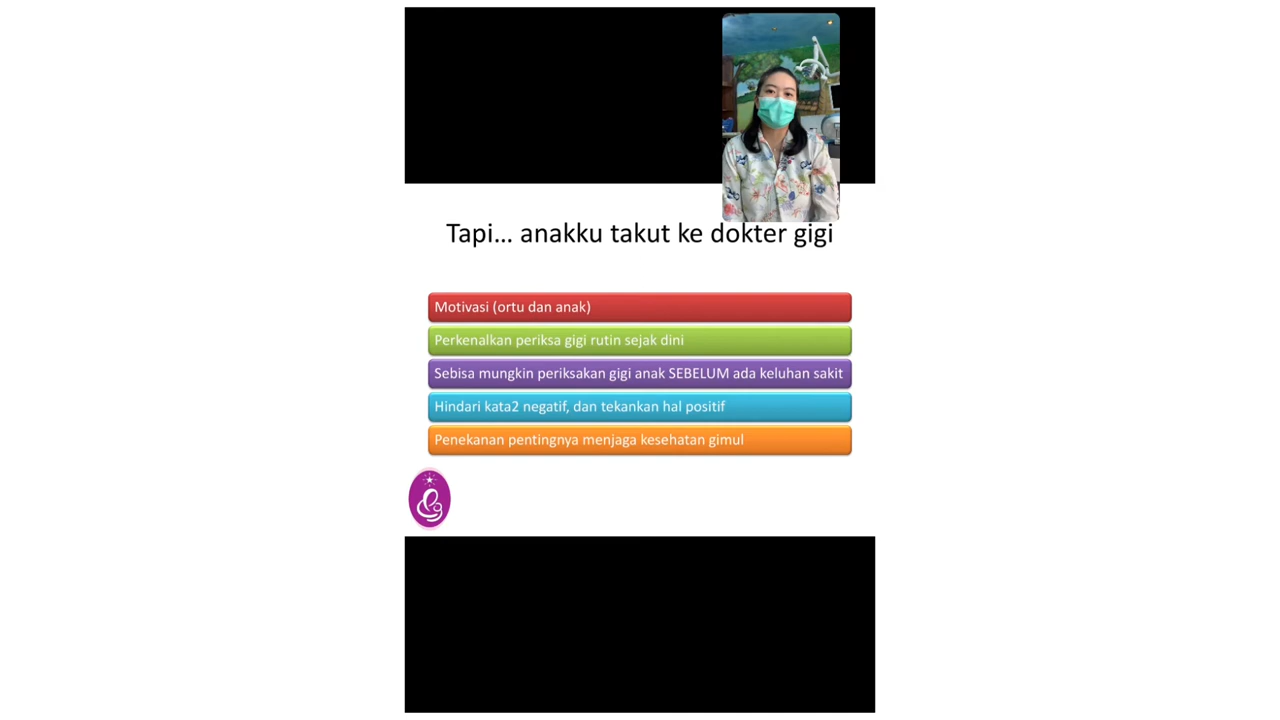 Tapi... anakku takut ke dokter gigi
Motivasi (ortu dan anak)
Perkenalkan periksa gigi rutin sejak dini
Sebisa mungkin periksakan gigi anak SEBELUM ada keluhan sakit
Hindari kata2 negatif, dan tekankan hal positif
Penekanan pentingnya menjaga kesehatan gimul